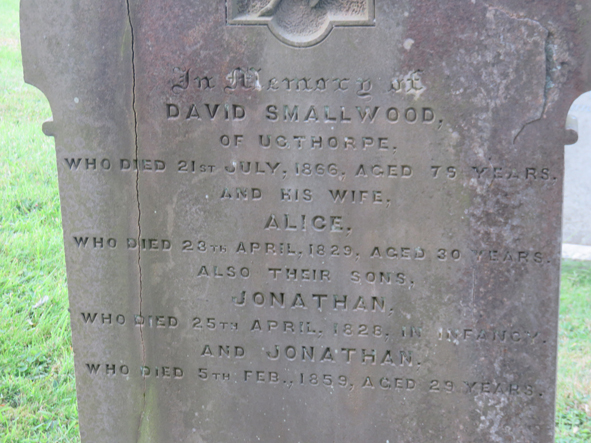 In Memory of
DAVID SMALLWOOD,
OF UGTHORPE,
WHO DIED 21ST JULY, 1866, AGED 76 YEARS.
AND HIS WIFE,
ALICE,
WHO DIED 23TH APRIL, 1829, AGED 30 YEARS.
ALSO THEIR SONS,
JONATHAN,
WHO DIED 25TH APRIL, 1828, IN INFANCY.
AND JONATHAN,
WHO DIED 5TH FEB., 1859, AGED 29 YEARS.